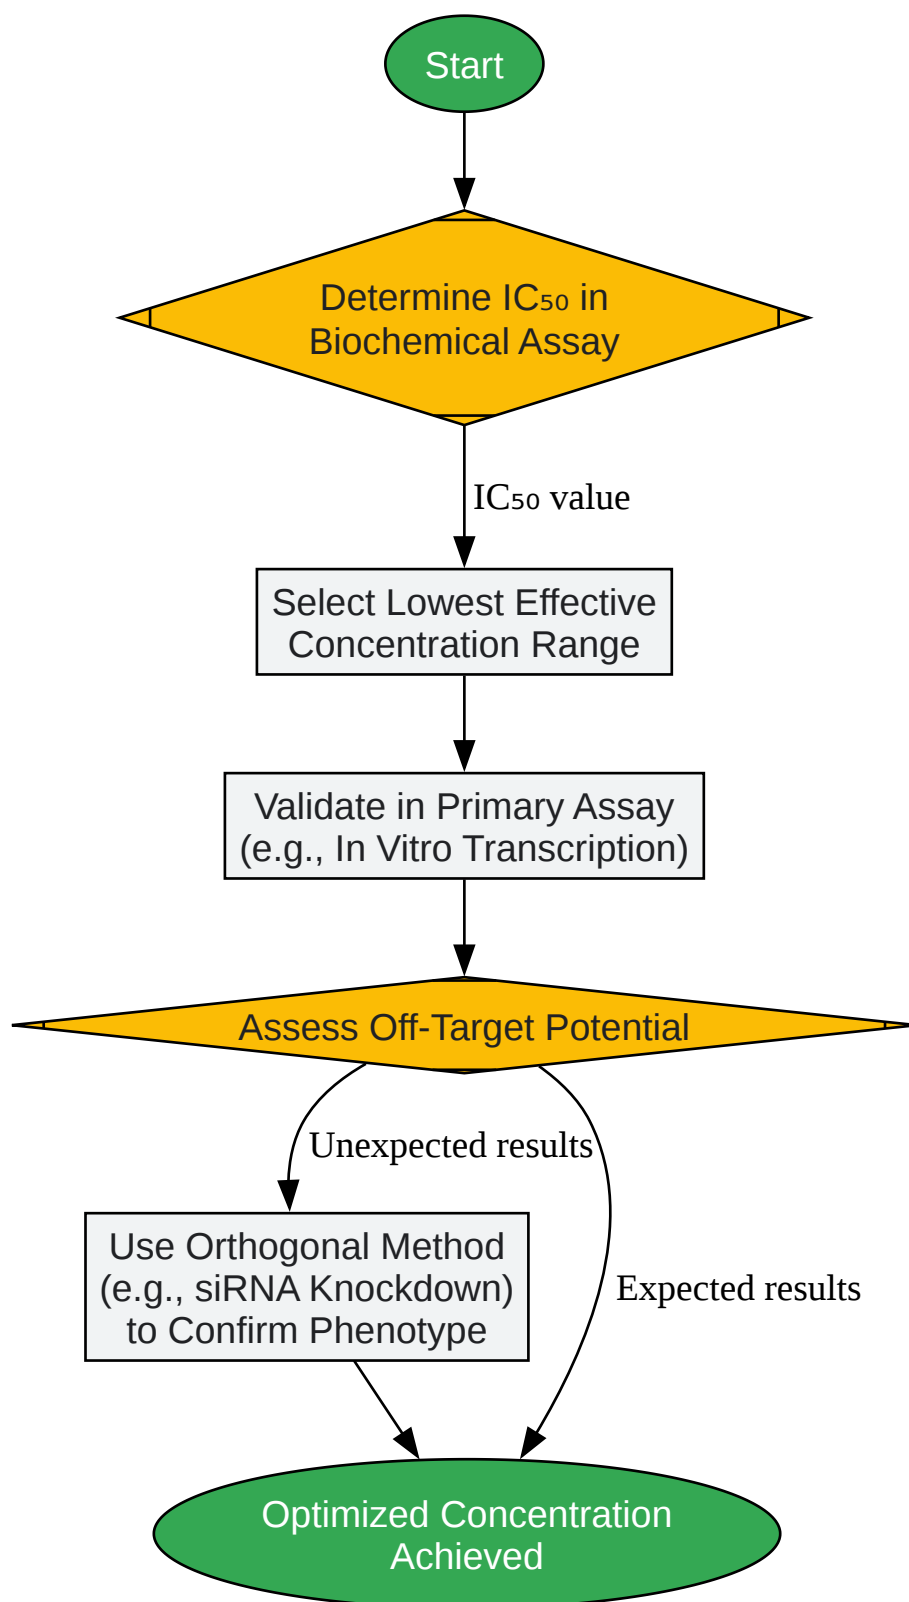 Start
Determine IC₅₀ in
Biochemical Assay
IC₅₀ value
Select Lowest Effective
Concentration Range
Validate in Primary Assay
(e.g., In Vitro Transcription)
Assess Off-Target Potential
Unexpected results
Use Orthogonal Method
(e.g., siRNA Knockdown)
to Confirm Phenotype
Expected results
Optimized Concentration
Achieved